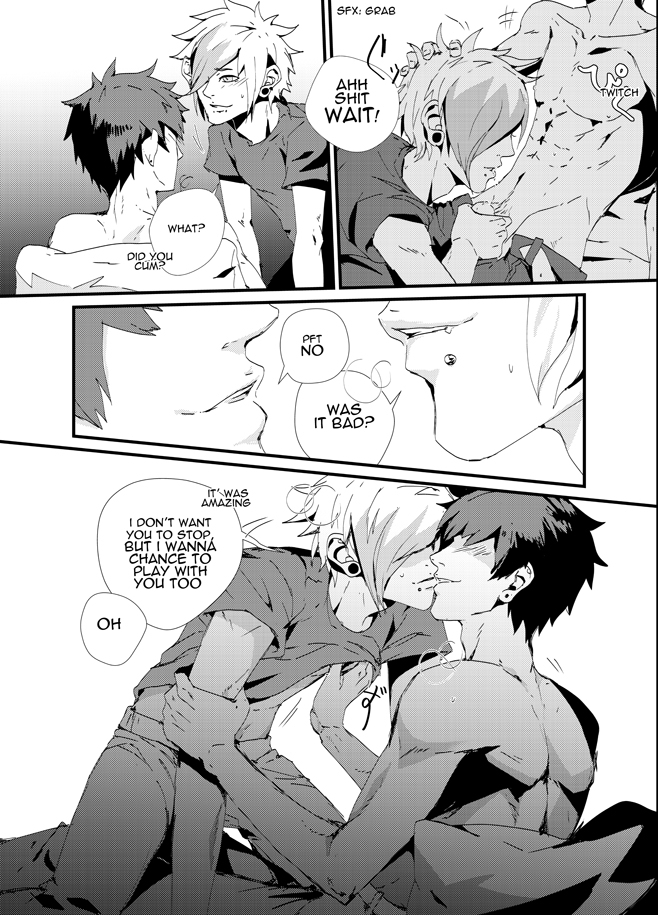 SFX: GRAB
AHH
SHIT
WAIT!
TWITCH
WHAT?
DID YOU
CUM?
PFT
NO
WAS
IT BAD?
IT' WAS
AMAZING
I DON'T WANT
YOU TO STOP,
BUT I WANNA
CHANCE TO
PLAY WITH
YOU TOO
OH